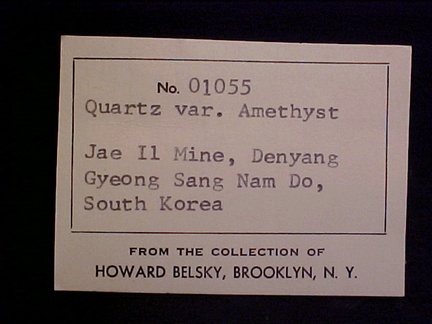 No. 01055
Quartz var. Amethyst
Jae Il Mine, Denyang
Gyeong Sang Nam Do,
South Korea
FROM THE COLLECTION OF
HOWARD BELSKY, BROOKLYN, N. Y.